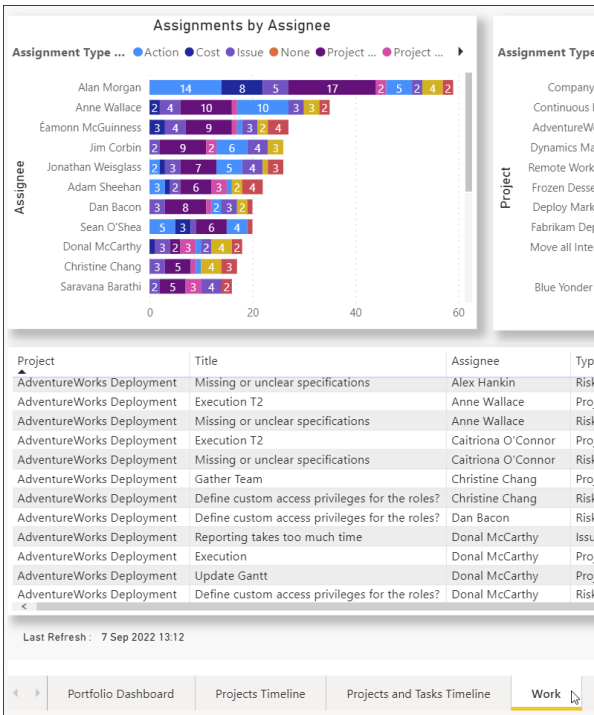 Assignments by Assignee
Assignment Type ... Action Cost Issue None Project ... Project ...
Assignee
Alan Morgan 14 8 5 17 2 5 2 4 2
Anne Wallace 2 4 10 10 3 3 2
Éamonn McGuinness 3 4 9 3 2 4
Jim Corbin 2 9 2 6 4 3
Jonathan Weisglass 2 3 7 5 4 3
Adam Sheehan 3 2 6 3 2 4
Dan Bacon 3 8 2 3 2
Sean O'Shea 5 3 6 4
Donal McCarthy 3 2 3 2 4 2
Christine Chang 3 5 4 3
Saravana Barathi 2 5 3 4 2
0 20 40 60
Assignment Type
Project
Company
Continuous
AdventureWo
Dynamics Ma
Remote Work
Frozen Desse
Deploy Mark
Fabrikam Dep
Move all Inte
Blue Yonder
Project Title Assignee Typ
AdventureWorks Deployment Missing or unclear specifications Alex Hankin Risk
AdventureWorks Deployment Execution T2 Anne Wallace Proj
AdventureWorks Deployment Missing or unclear specifications Anne Wallace Risk
AdventureWorks Deployment Execution T2 Caitriona O'Connor Proj
AdventureWorks Deployment Missing or unclear specifications Caitriona O'Connor Risk
AdventureWorks Deployment Gather Team Christine Chang Proj
AdventureWorks Deployment Define custom access privileges for the roles? Christine Chang Risk
AdventureWorks Deployment Define custom access privileges for the roles? Dan Bacon Risk
AdventureWorks Deployment Reporting takes too much time Donal McCarthy Issu
AdventureWorks Deployment Execution Donal McCarthy Proj
AdventureWorks Deployment Update Gantt Donal McCarthy Proj
AdventureWorks Deployment Define custom access privileges for the roles? Donal McCarthy Risk
Last Refresh : 7 Sep 2022 13:12
Portfolio Dashboard Projects Timeline Projects and Tasks Timeline Work